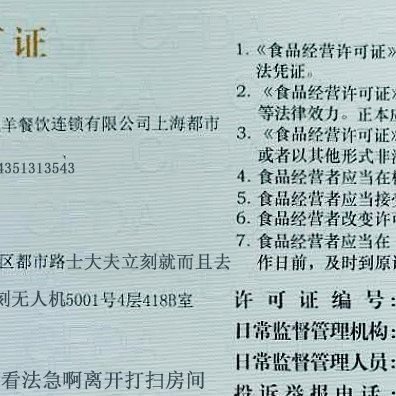 可证
羊餐饮连锁有限公司上海都市
4351313543
区都市路士大夫立刻就而且去
刻无人机5001号4层418B室
看法急啊离开打扫房间
1.《食品经营许可证》
法凭证。
2.《食品经营许可证》
等法律效力。正本应
3.《食品经营许可证》
或者以其他形式非法
4.食品经营者应当在
5.食品经营者应当接受
6.食品经营者改变许可
7.食品经营者应当在
作日前，及时到原
许可证编号：
日常监督管理机构：
日常监督管理人员：
投诉举报电话：